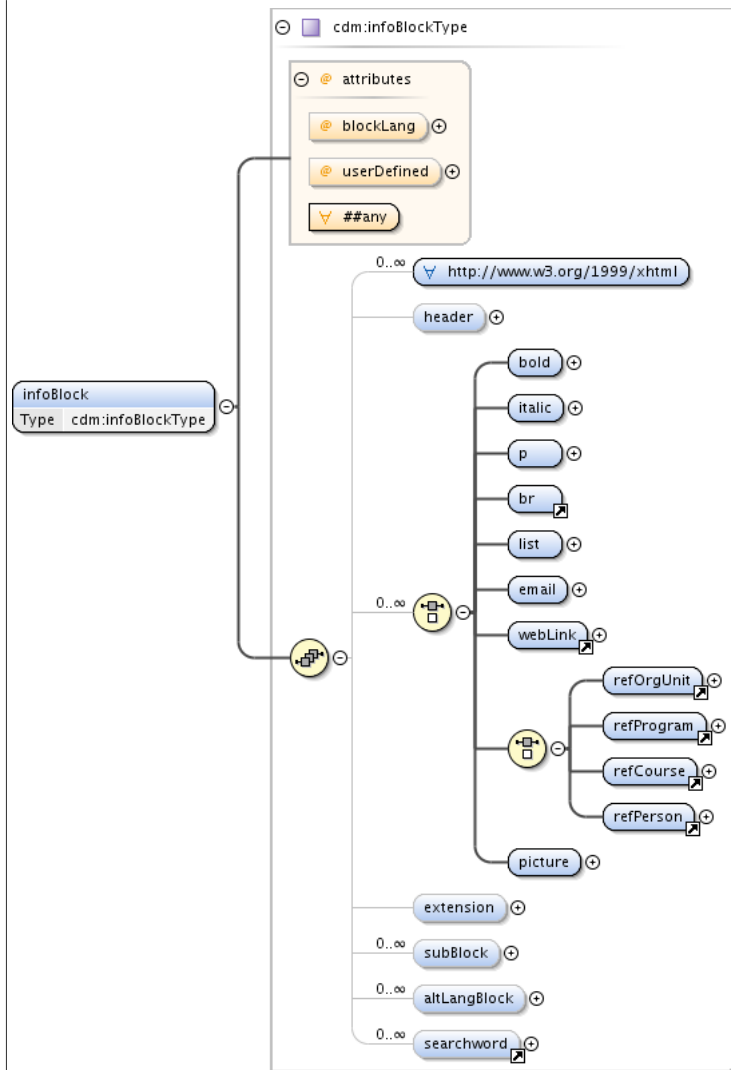 cdm:infoBlockType
@ attributes
@ blockLang
@ userDefined
∀ ##any
0..∞
∀ http://www.w3.org/1999/xhtml
header
bold
infoBlock
Type cdm:infoBlockType
italic
p
br
list
email
0..∞
webLink
refOrgUnit
refProgram
refCourse
refPerson
picture
extension
0..∞
subBlock
0..∞
altLangBlock
0..∞
searchword